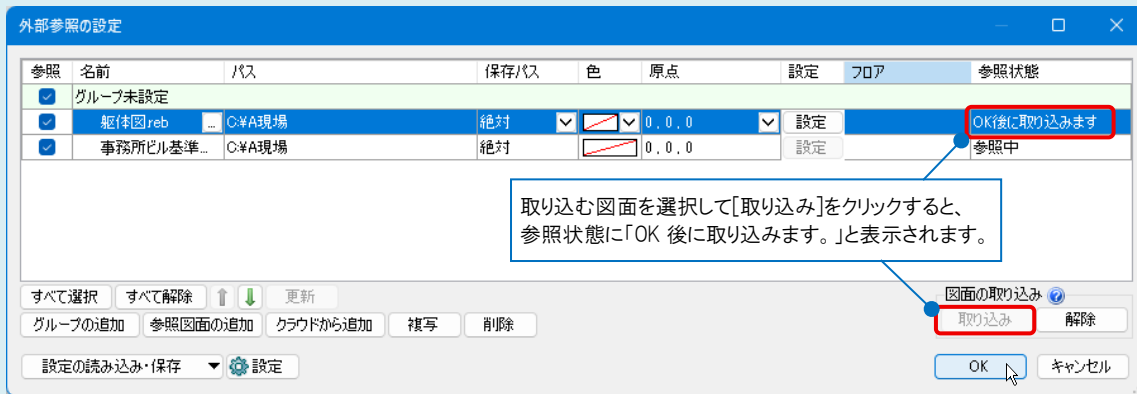 外部参照の設定
参照 名前 パス 保存パス 色 原点 設定 フロア 参照状態
グループ未設定
躯体図reb ... C:¥A現場 絶対 0,0,0 設定 OK後に取り込みます
事務所ビル基準... C:¥A現場 絶対 0,0,0 設定 参照中
取り込む図面を選択して[取り込み]をクリックすると、
参照状態に「OK 後に取り込みます。」と表示されます。
すべて選択 すべて解除 更新 図面の取り込み
グループの追加 参照図面の追加 クラウドから追加 複写 削除 取り込み 解除
設定の読み込み・保存 設定 OK キャンセル